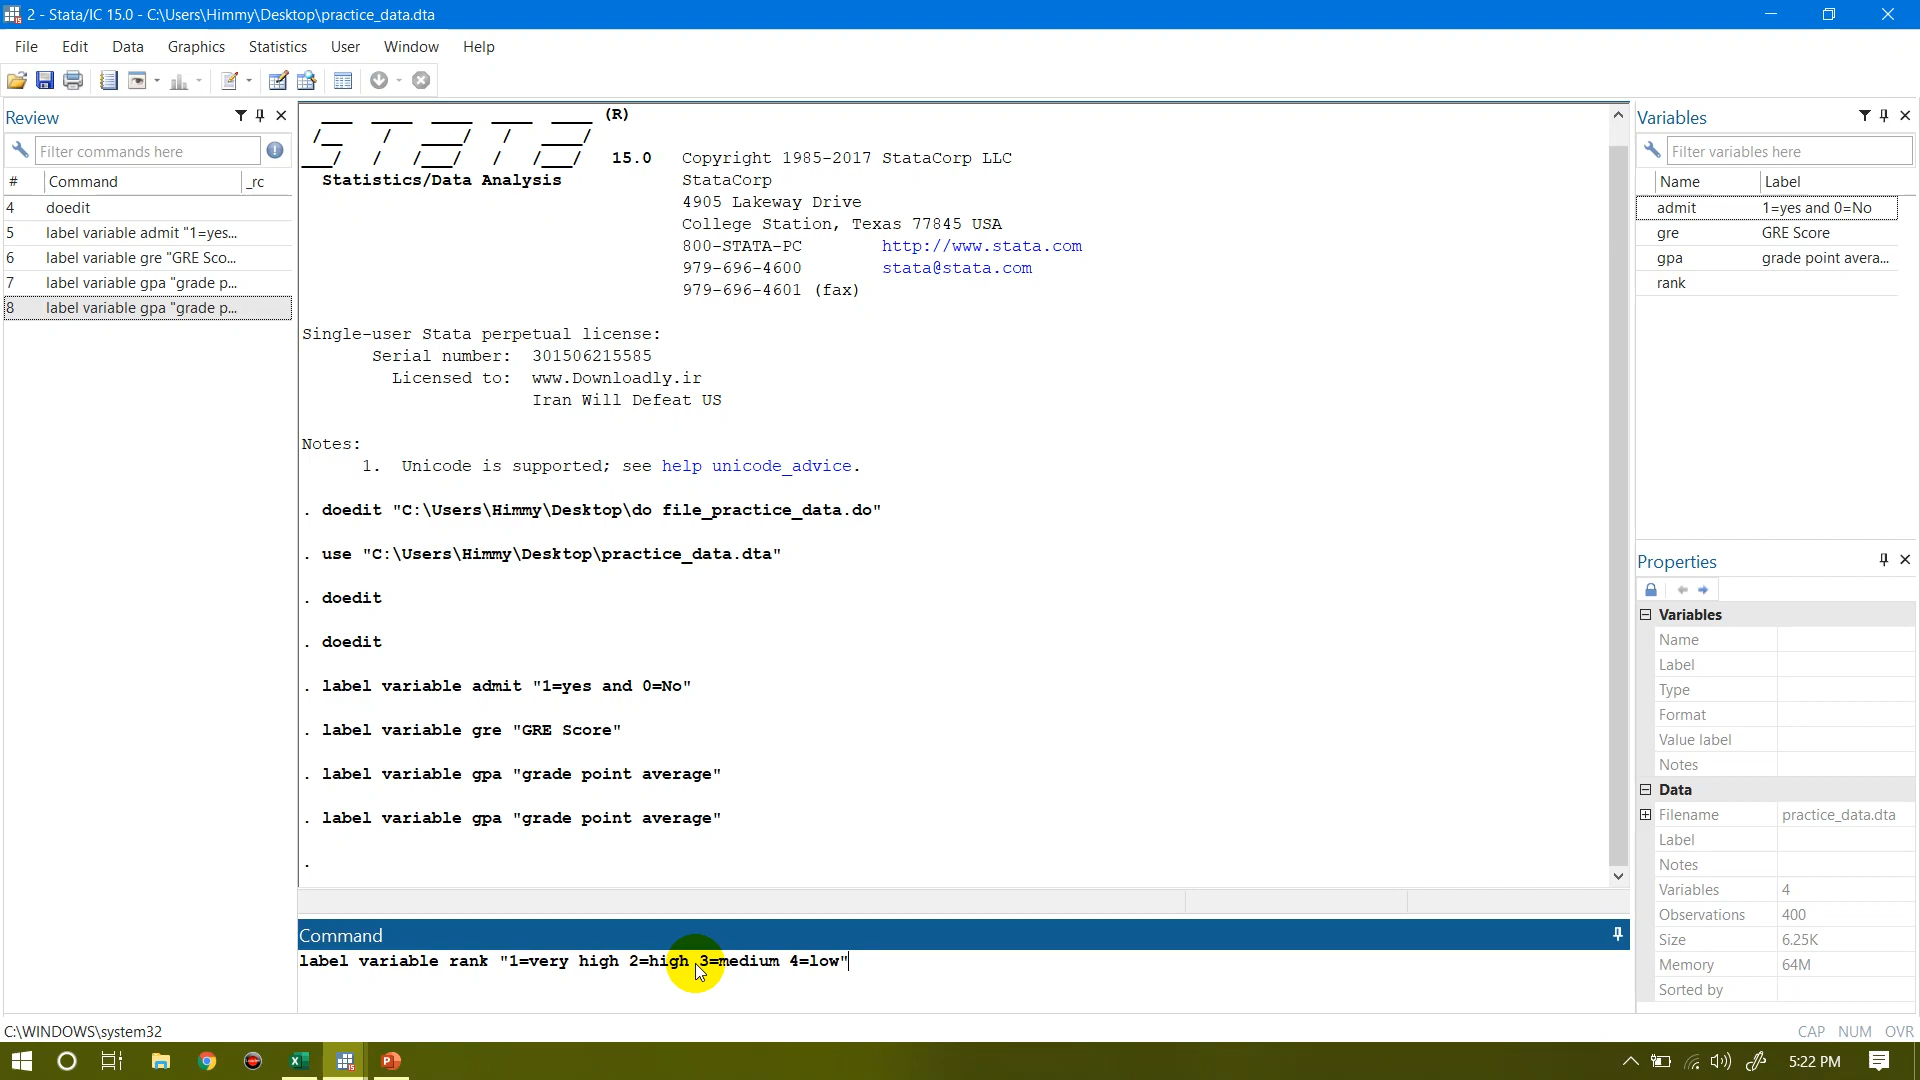 2 - Stata/IC 15.0 - C:\Users\Himmy\Desktop\practice_data.dta
File Edit Data Graphics Statistics User Window Help
Review
Filter commands here
# Command _rc
4 doedit
5 label variable admit "1=yes...
6 label variable gre "GRE Sco...
7 label variable gpa "grade p...
8 label variable gpa "grade p...
(R)
STATA
15.0 Copyright 1985-2017 StataCorp LLC
Statistics/Data Analysis StataCorp
4905 Lakeway Drive
College Station, Texas 77845 USA
800-STATA-PC http://www.stata.com
979-696-4600 stata@stata.com
979-696-4601 (fax)
Single-user Stata perpetual license:
Serial number: 301506215585
Licensed to: www.Downloadly.ir
Iran Will Defeat US
Notes:
1. Unicode is supported; see help unicode_advice.
. doedit "C:\Users\Himmy\Desktop\do file_practice_data.do"
. use "C:\Users\Himmy\Desktop\practice_data.dta"
. doedit
. doedit
. label variable admit "1=yes and 0=No"
. label variable gre "GRE Score"
. label variable gpa "grade point average"
. label variable gpa "grade point average"
.
Command
label variable rank "1=very high 2=high 3=medium 4=low"
Variables
Filter variables here
Name Label
admit 1=yes and 0=No
gre GRE Score
gpa grade point avera...
rank
Properties
Variables
Name
Label
Type
Format
Value label
Notes
Data
Filename practice_data.dta
Label
Notes
Variables 4
Observations 400
Size 6.25K
Memory 64M
Sorted by
C:\WINDOWS\system32
CAP NUM OVR
5:22 PM